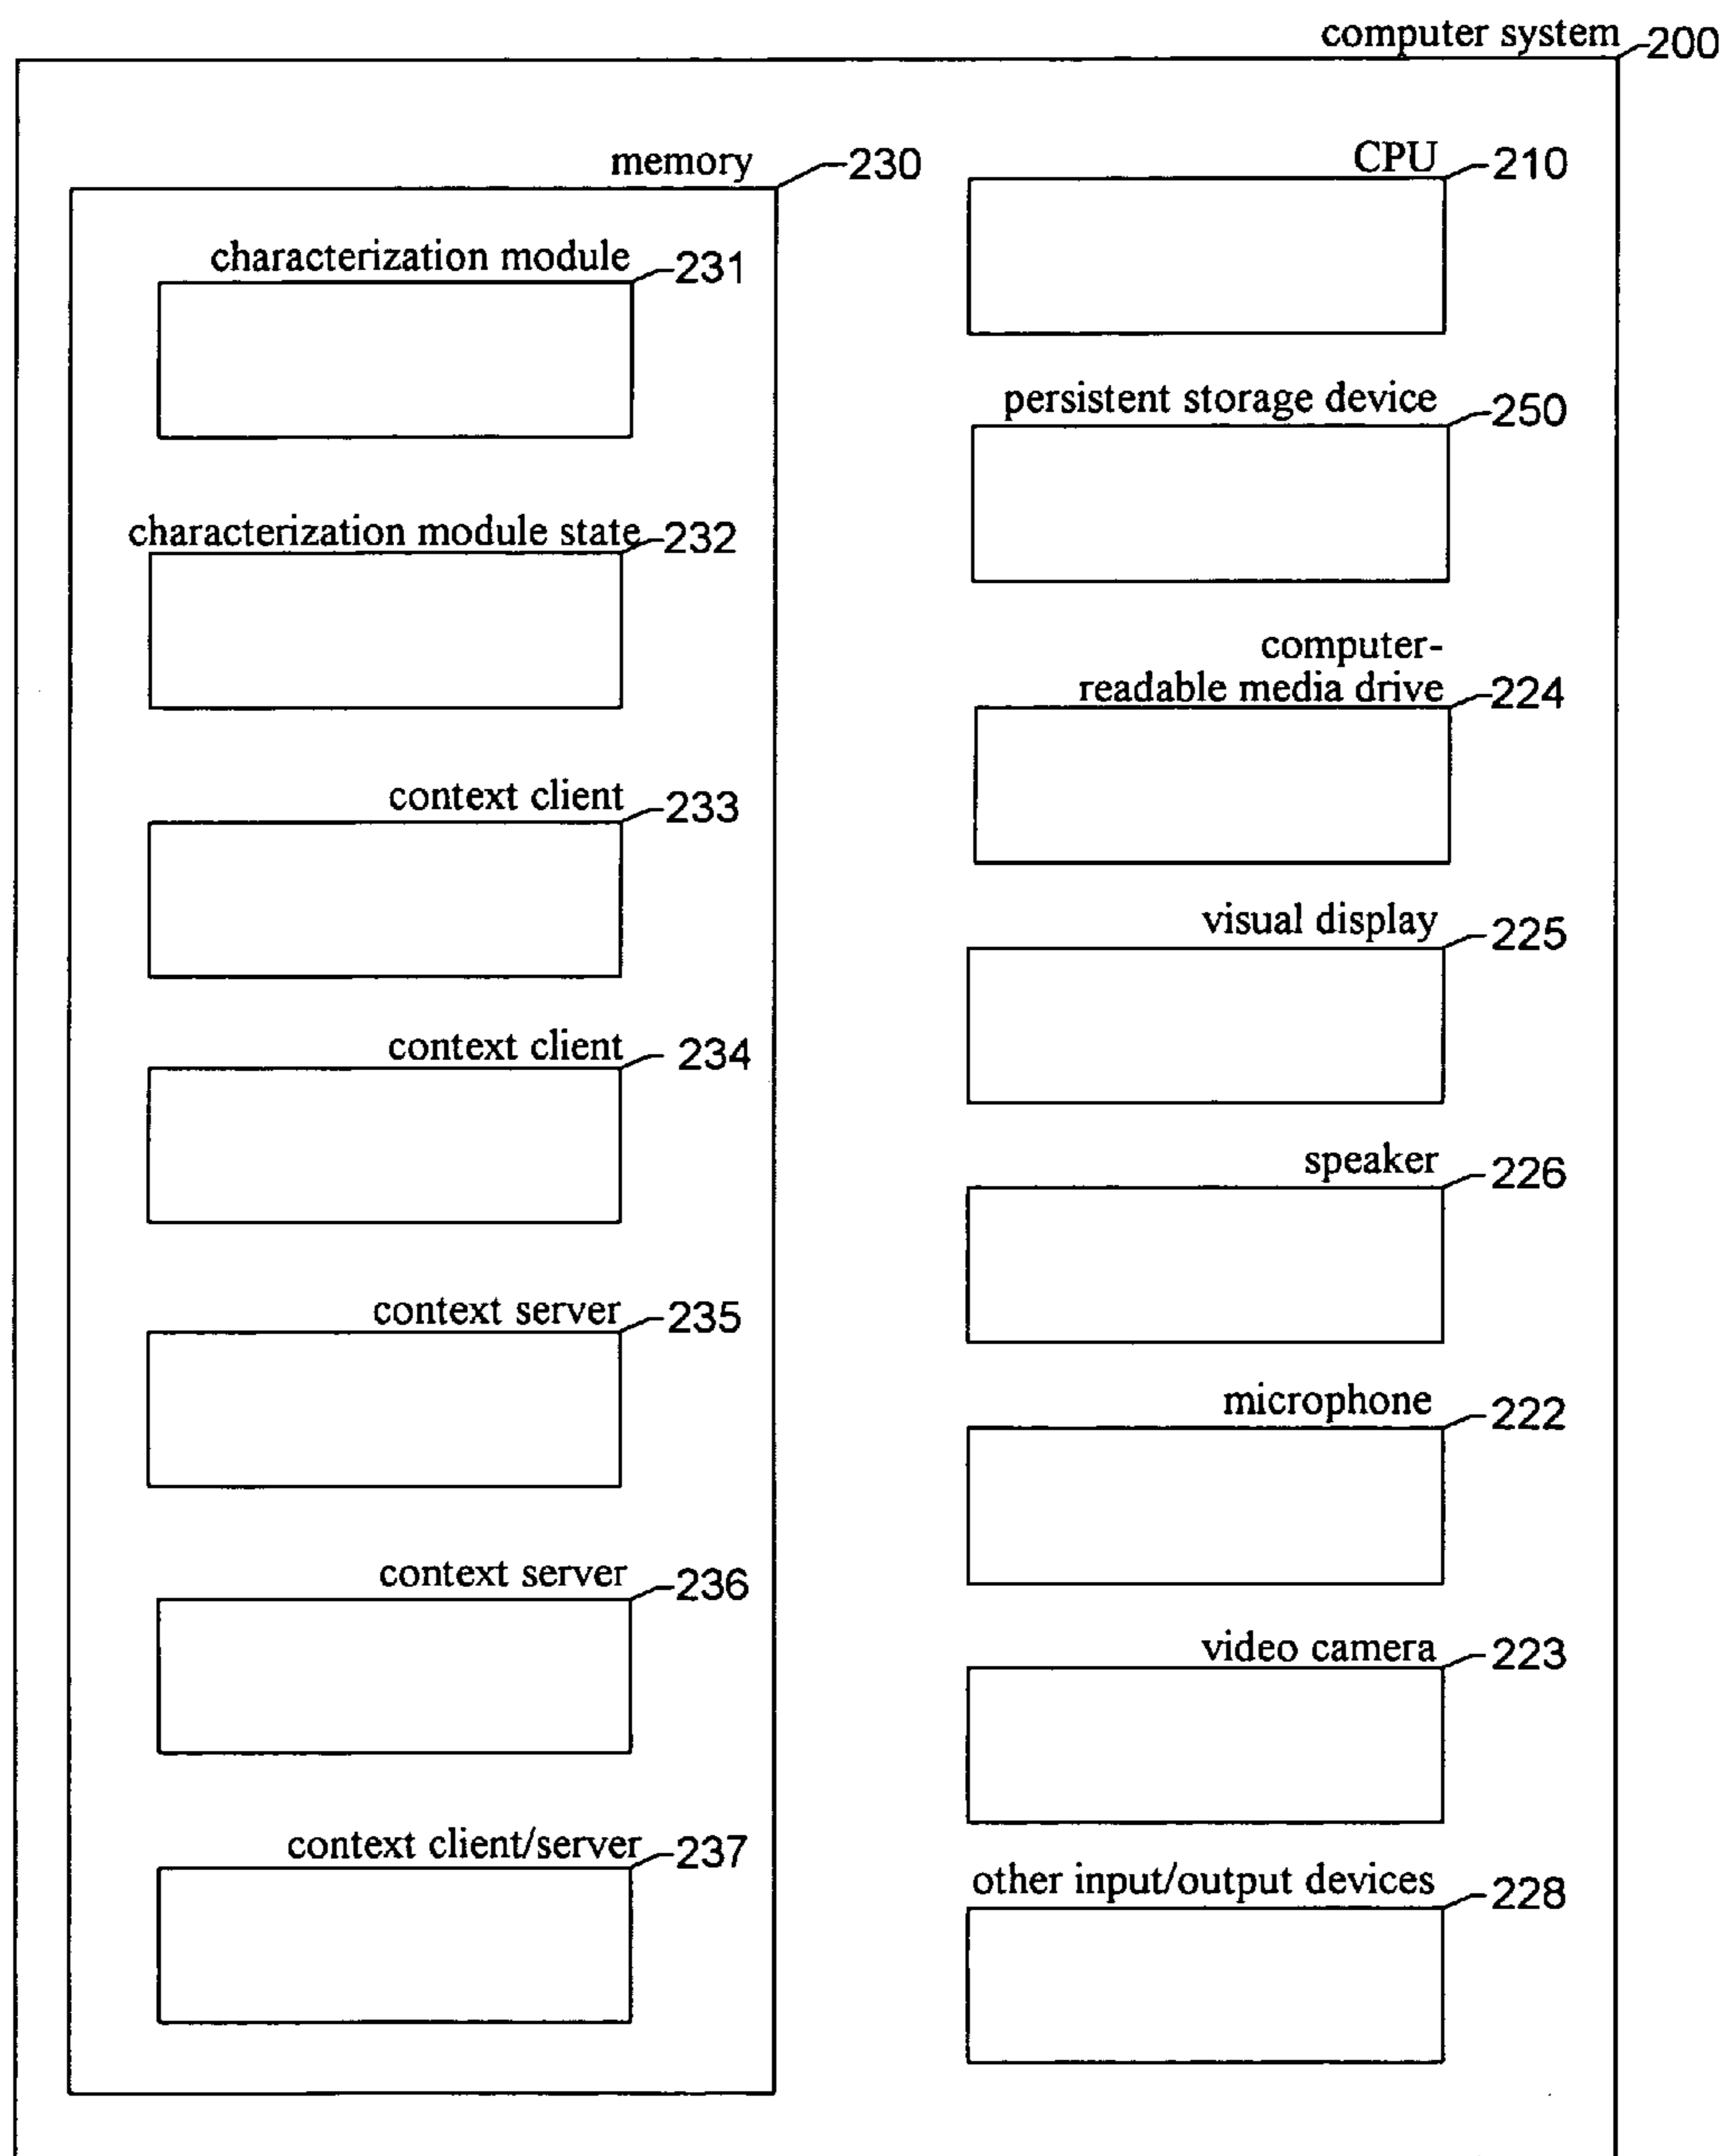 computer system 200
memory 230
characterization module 231
characterization module state 232
context client 233
context client 234
context server 235
context server 236
context client/server 237
CPU 210
persistent storage device 250
computer-
readable media drive 224
visual display 225
speaker 226
microphone 222
video camera 223
other input/output devices 228